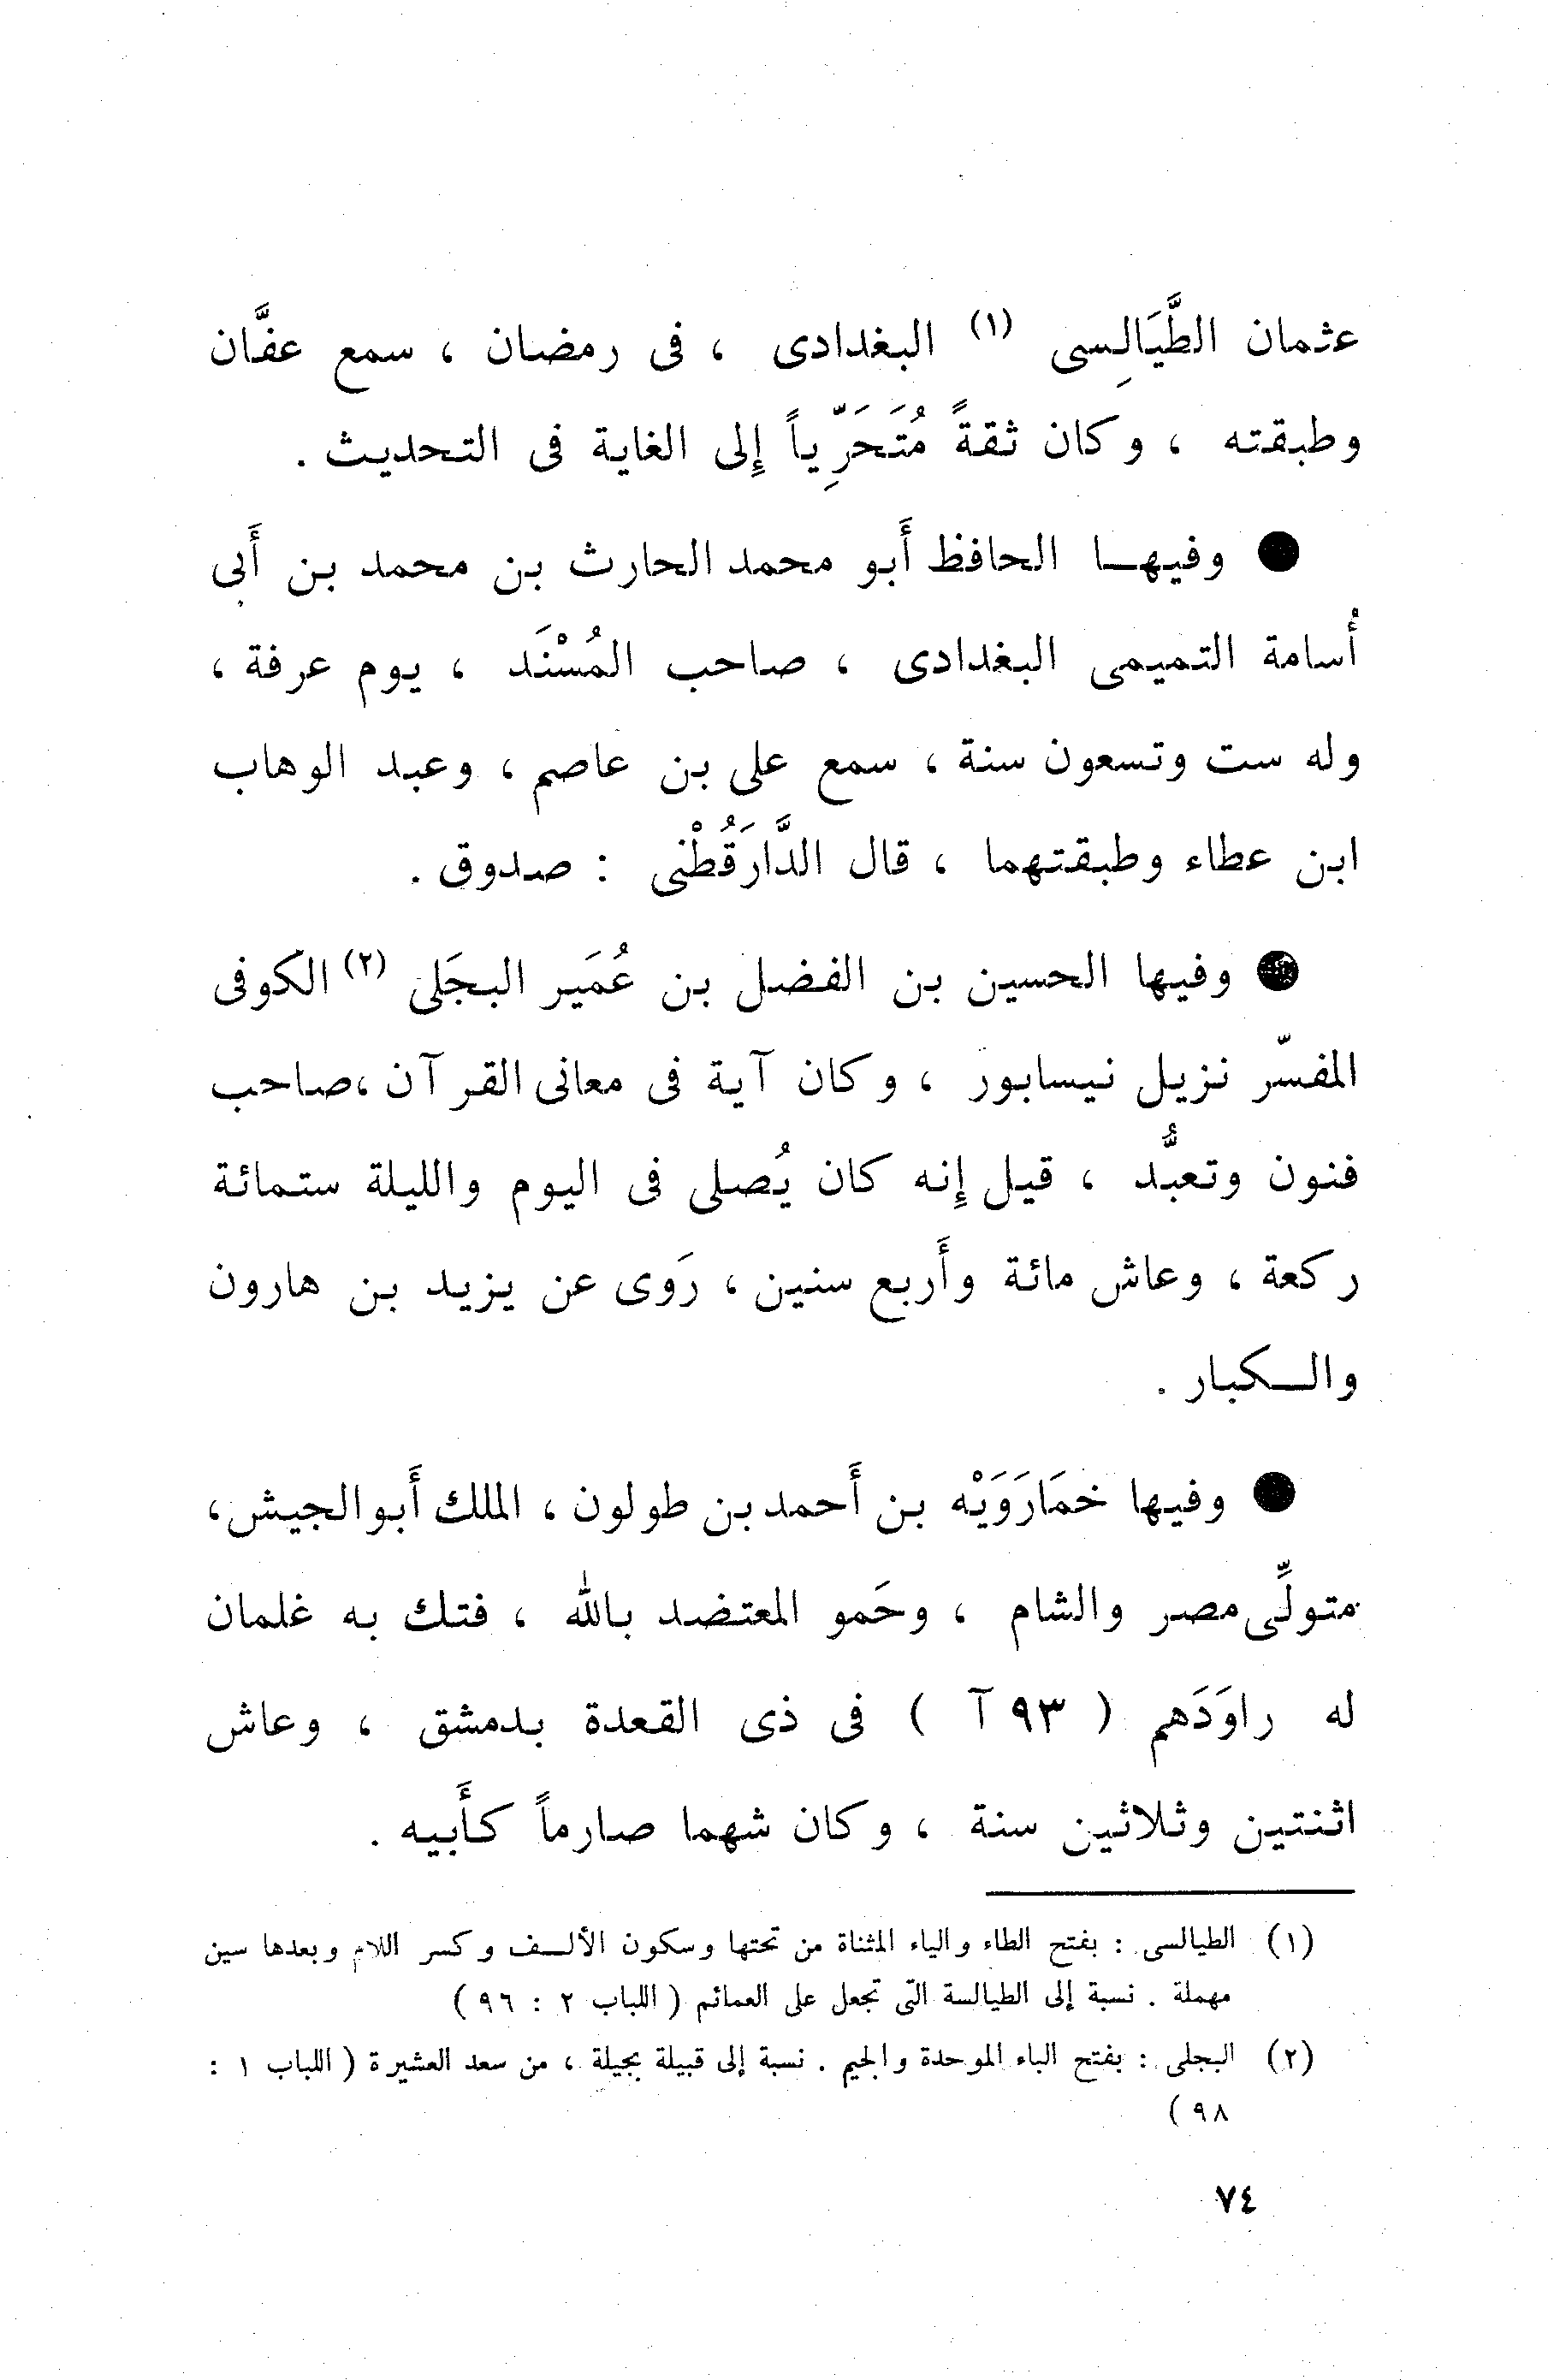 عثمان الطَّيَالِسى (١) البغدادى ، فى رمضان ، سمع عفَّان
وطبقته ، وكان ثقةً مُتَحَرِّياً إِلى الغاية فى التحديث .
● وفيهـا الحافظ أَبو محمد الحارث بن محمد بن أَبى
أُسامة التميمى البغدادى ، صاحب المُسْنَد ، يوم عرفة ،
وله ست وتسعون سنة ، سمع على بن عاصم ، وعبد الوهاب
ابن عطاء وطبقتهما ، قال الدَّارَقُطْنى : صدوق .
● وفيها الحسين بن الفضل بن عُمَير البجَلى (٢) الكوفى
المفسّر نزيل نيسابور ، وكان آية فى معانى القرآن ، صاحب
فنون وتعبُّد ، قيل إِنه كان يُصلى فى اليوم والليلة ستمائة
ركعة ، وعاش مائة وأَربع سنين ، رَوى عن يزيد بن هارون
والـكبار .
● وفيها خمَارَوَيْه بن أَحمد بن طولون ، الملك أَبو الجيش ،
متولِّى مصر والشام ، وحَمو المعتضد بالله ، فتك به غلمان
له راوَدَهم ( ٩٣ آ ) فى ذى القعدة بدمشق ، وعاش
اثنتين وثلاثين سنة ، وكان شهما صارماً كأَبيه .
(١) الطيالسى : بفتح الطاء والياء المثناة من تحتها وسكون الألـف وكسر اللام وبعدها سين
مهملة . نسبة إلى الطيالسة التى تجعل على العمائم ( اللباب ٢ : ٩٦ )
(٢) البجلى : بفتح الباء الموحدة والجيم . نسبة إلى قبيلة بجيلة ، من سعد العشيرة ( اللباب ١ :
٩٨ )
٧٤